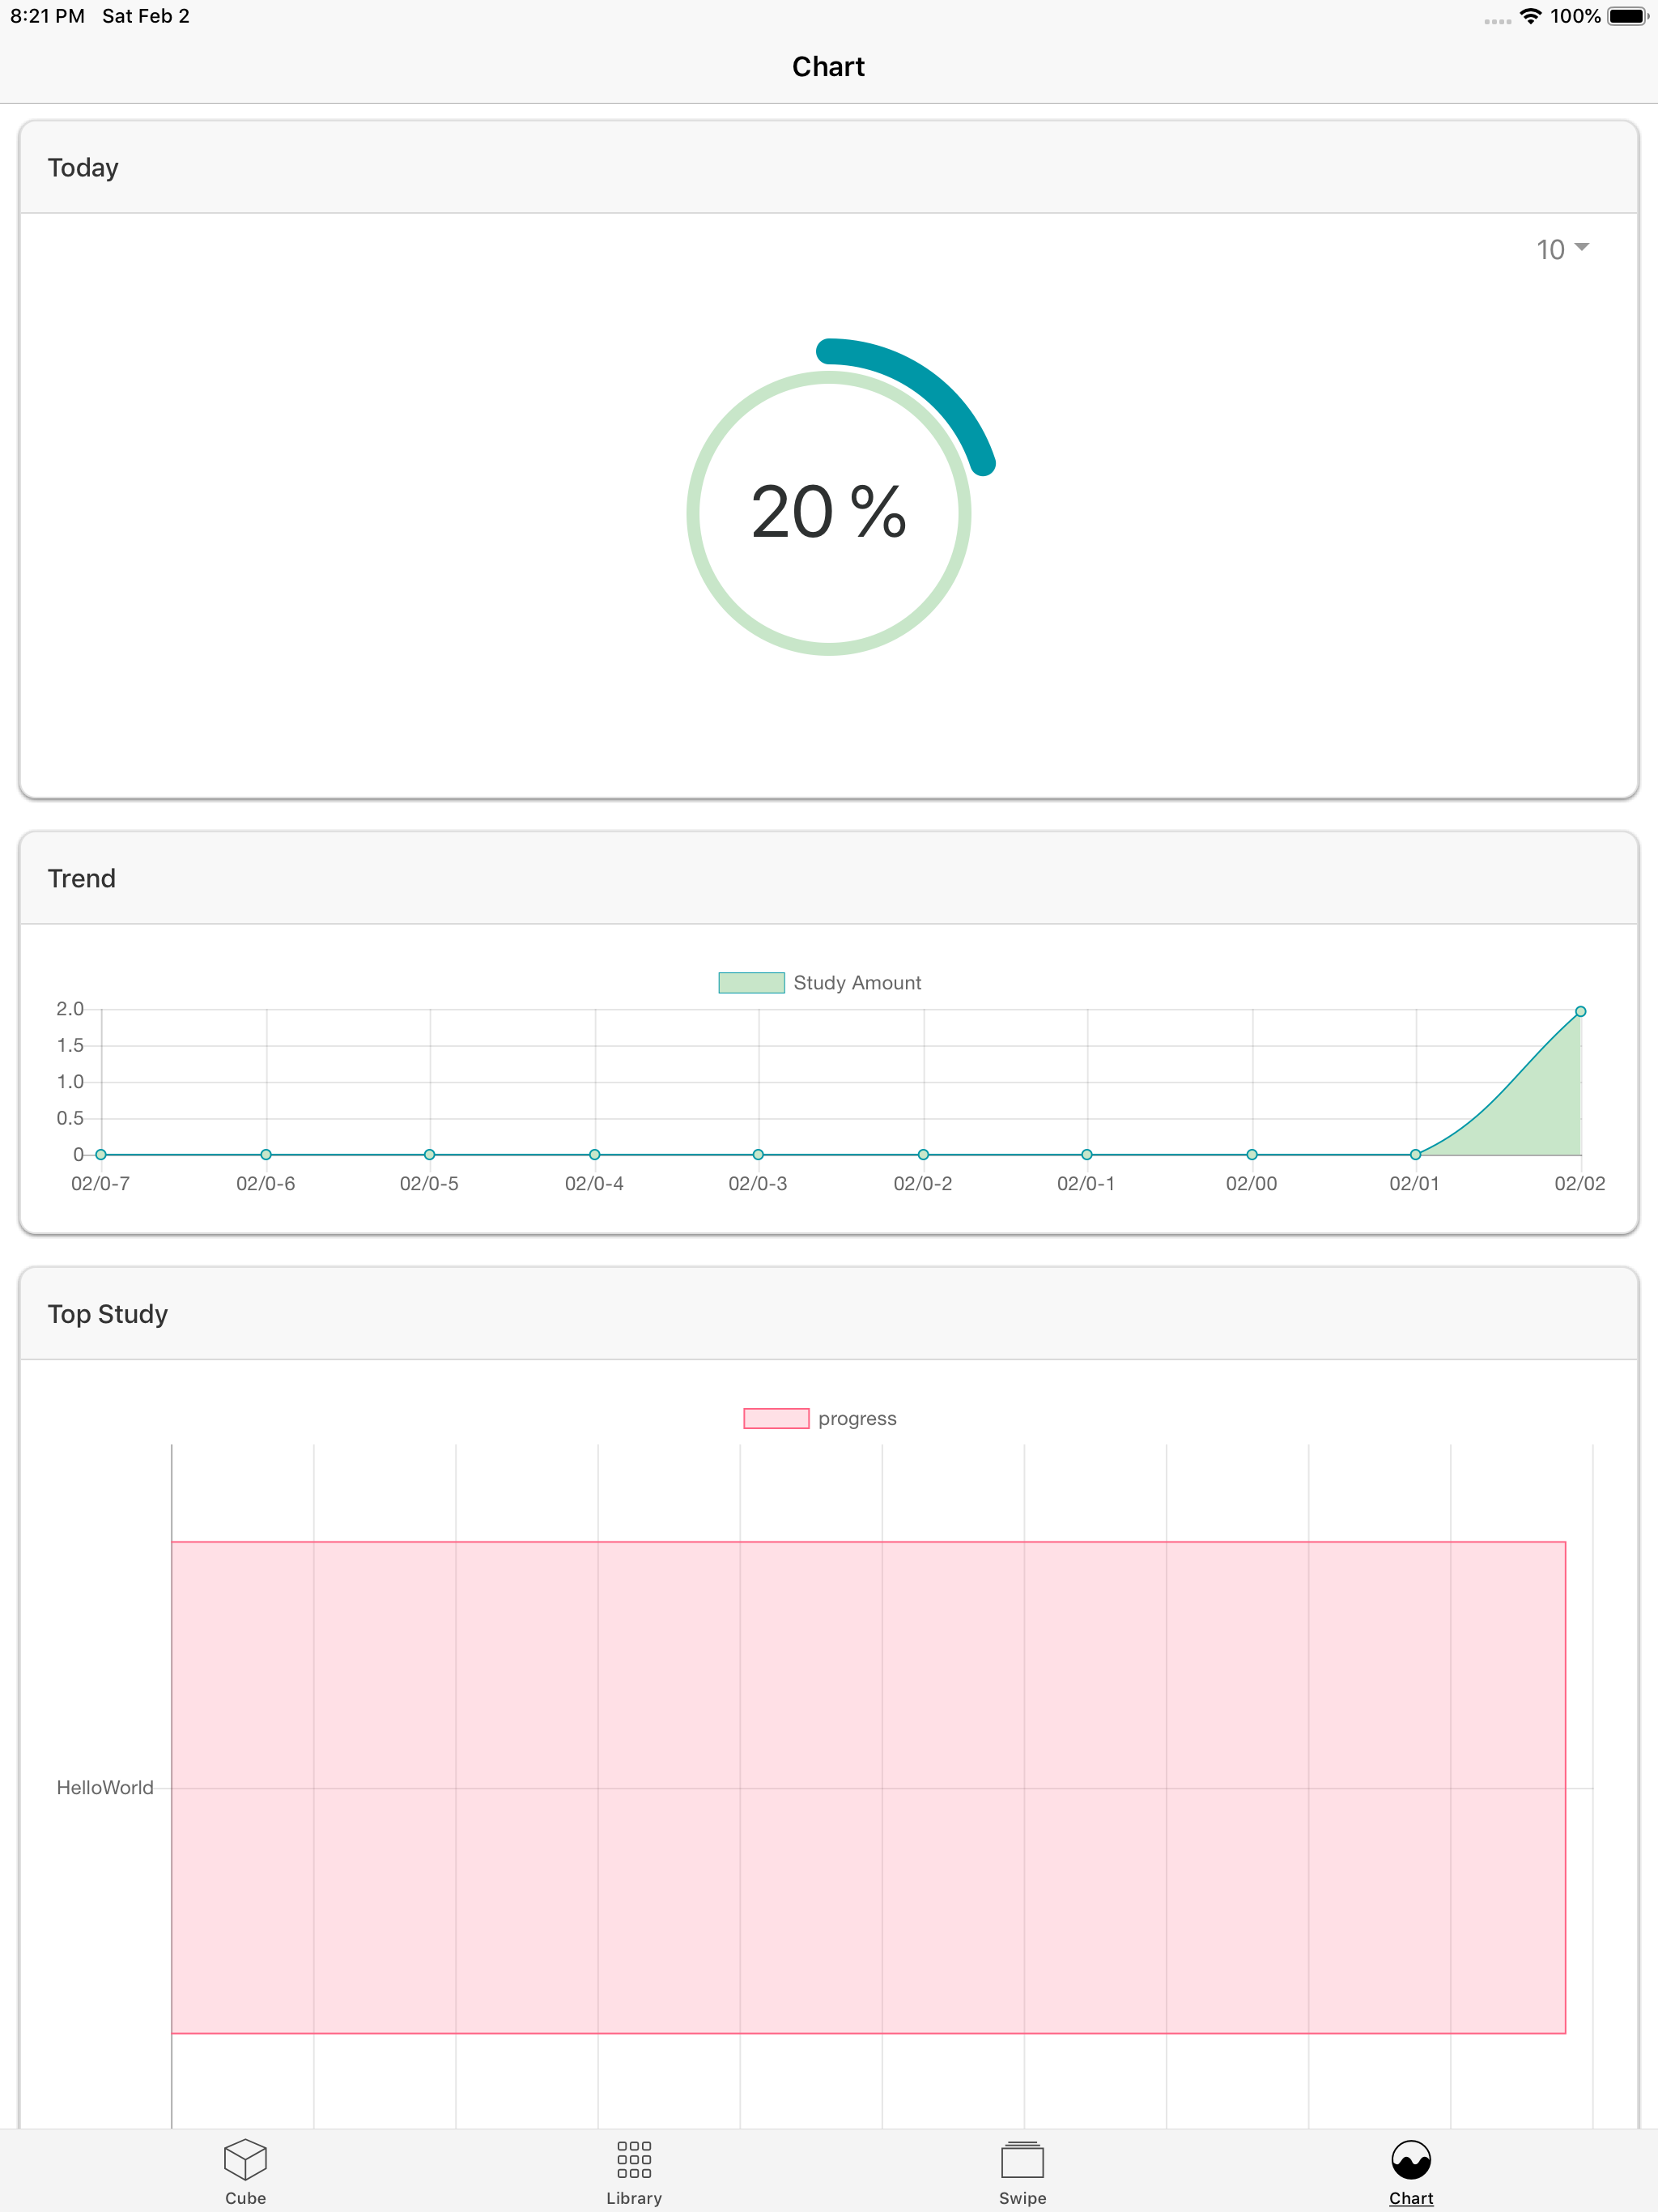 8:21 PM Sat Feb 2 100%
Chart
Today
10
20 %
Trend
Study Amount
2.0
1.5
1.0
0.5
0
02/0-7 02/0-6 02/0-5 02/0-4 02/0-3 02/0-2 02/0-1 02/00 02/01 02/02
Top Study
progress
HelloWorld
Cube Library Swipe Chart